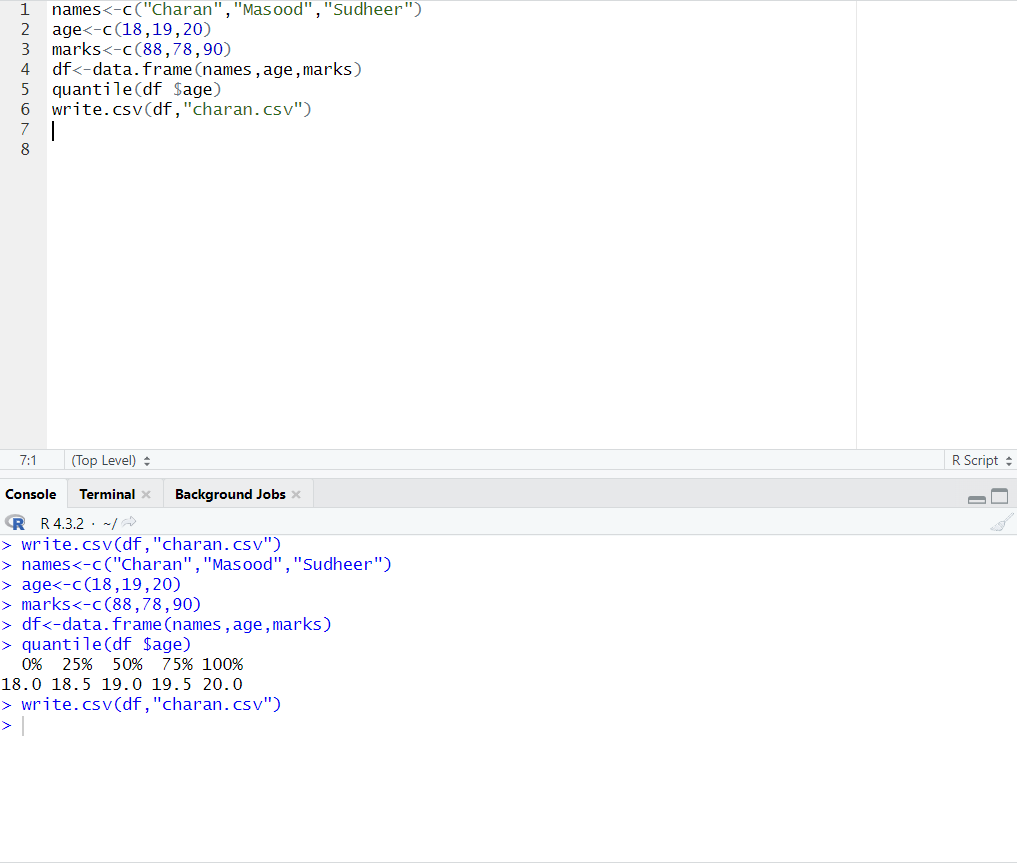 1 names<-c("Charan","Masood","Sudheer")
2 age<-c(18,19,20)
3 marks<-c(88,78,90)
4 df<-data.frame(names,age,marks)
5 quantile(df $age)
6 write.csv(df,"charan.csv")
7
8
7:1 (Top Level) R Script
Console Terminal Background Jobs
R R 4.3.2 · ~/
> write.csv(df,"charan.csv")
> names<-c("Charan","Masood","Sudheer")
> age<-c(18,19,20)
> marks<-c(88,78,90)
> df<-data.frame(names,age,marks)
> quantile(df $age)
  0%  25%  50%  75% 100%
18.0 18.5 19.0 19.5 20.0
> write.csv(df,"charan.csv")
>